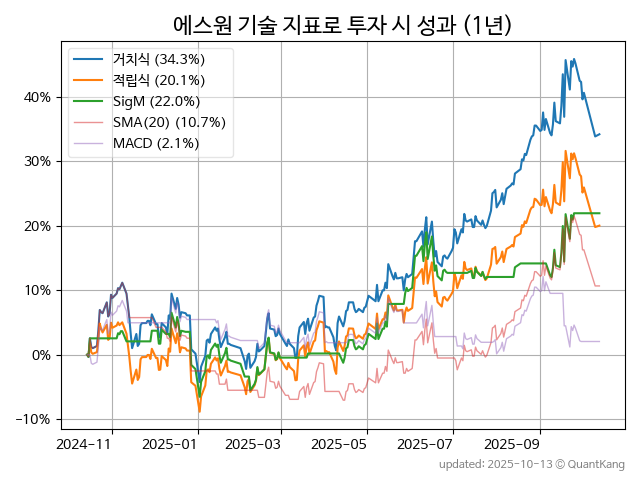 에스원 기술 지표로 투자 시 성과 (1년)
거치식 (34.3%)
적립식 (20.1%)
SigM (22.0%)
SMA(20) (10.7%)
MACD (2.1%)
40%
30%
20%
10%
0%
−10%
2024-11
2025-01
2025-03
2025-05
2025-07
2025-09
updated: 2025-10-13 © QuantKang